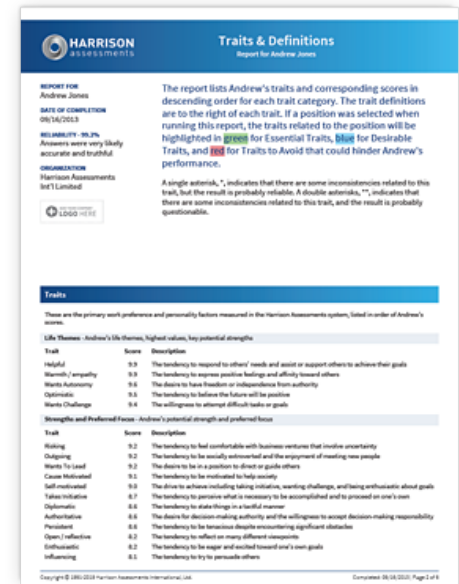 HARRISON
assessments
Traits & Definitions
Report for Andrew Jones
REPORT FOR
Andrew Jones
DATE OF COMPLETION
09/16/2013
RELIABILITY - 99.2%
Answers were very likely
accurate and truthful
ORGANIZATION
Harrison Assessments
Int'l Limited
LOGO HERE
The report lists Andrew's traits and corresponding scores in
descending order for each trait category. The trait definitions
are to the right of each trait. If a position was selected when
running this report, the traits related to the position will be
highlighted in green for Essential Traits, blue for Desirable
Traits, and red for Traits to Avoid that could hinder Andrew's
performance.
A single asterisk, *, indicates that there are some inconsistencies related to this
trait, but the result is probably reliable. A double asterisks, **, indicates that
there are some inconsistencies related to this trait, and the result is probably
questionable.
Traits
These are the primary work preference and personality factors measured in the Harrison Assessments system, listed in order of Andrew's
scores.
Life Themes - Andrew's life themes, highest values, key potential strengths
Trait Score Description
Helpful 9.9 The tendency to respond to others' needs and assist or support others to achieve their goals
Warmth / empathy 9.9 The tendency to express positive feelings and affinity toward others
Wants Autonomy 9.6 The desire to have freedom or independence from authority
Optimistic 9.5 The tendency to believe the future will be positive
Wants Challenge 9.4 The willingness to attempt difficult tasks or goals
Strengths and Preferred Focus - Andrew's potential strength and preferred focus
Trait Score Description
Risking 9.2 The tendency to feel comfortable with business ventures that involve uncertainty
Outgoing 9.2 The tendency to be socially extroverted and the enjoyment of meeting new people
Wants To Lead 9.2 The desire to be in a position to direct or guide others
Cause Motivated 9.1 The tendency to be motivated to help society
Self-motivated 9.0 The drive to achieve including taking initiative, wanting challenge, and being enthusiastic about goals
Takes Initiative 8.7 The tendency to perceive what is necessary to be accomplished and to proceed on one's own
Diplomatic 8.6 The tendency to state things in a tactful manner
Authoritative 8.6 The desire for decision-making authority and the willingness to accept decision-making responsibility
Persistent 8.6 The tendency to be tenacious despite encountering significant obstacles
Open / reflective 8.2 The tendency to reflect on many different viewpoints
Enthusiastic 8.2 The tendency to be eager and excited toward one's own goals
Influencing 8.1 The tendency to try to persuade others
Copyright © 1991-2018 Harrison Assessments International, Ltd. Completed: 09/16/2013, Page 2 of 6